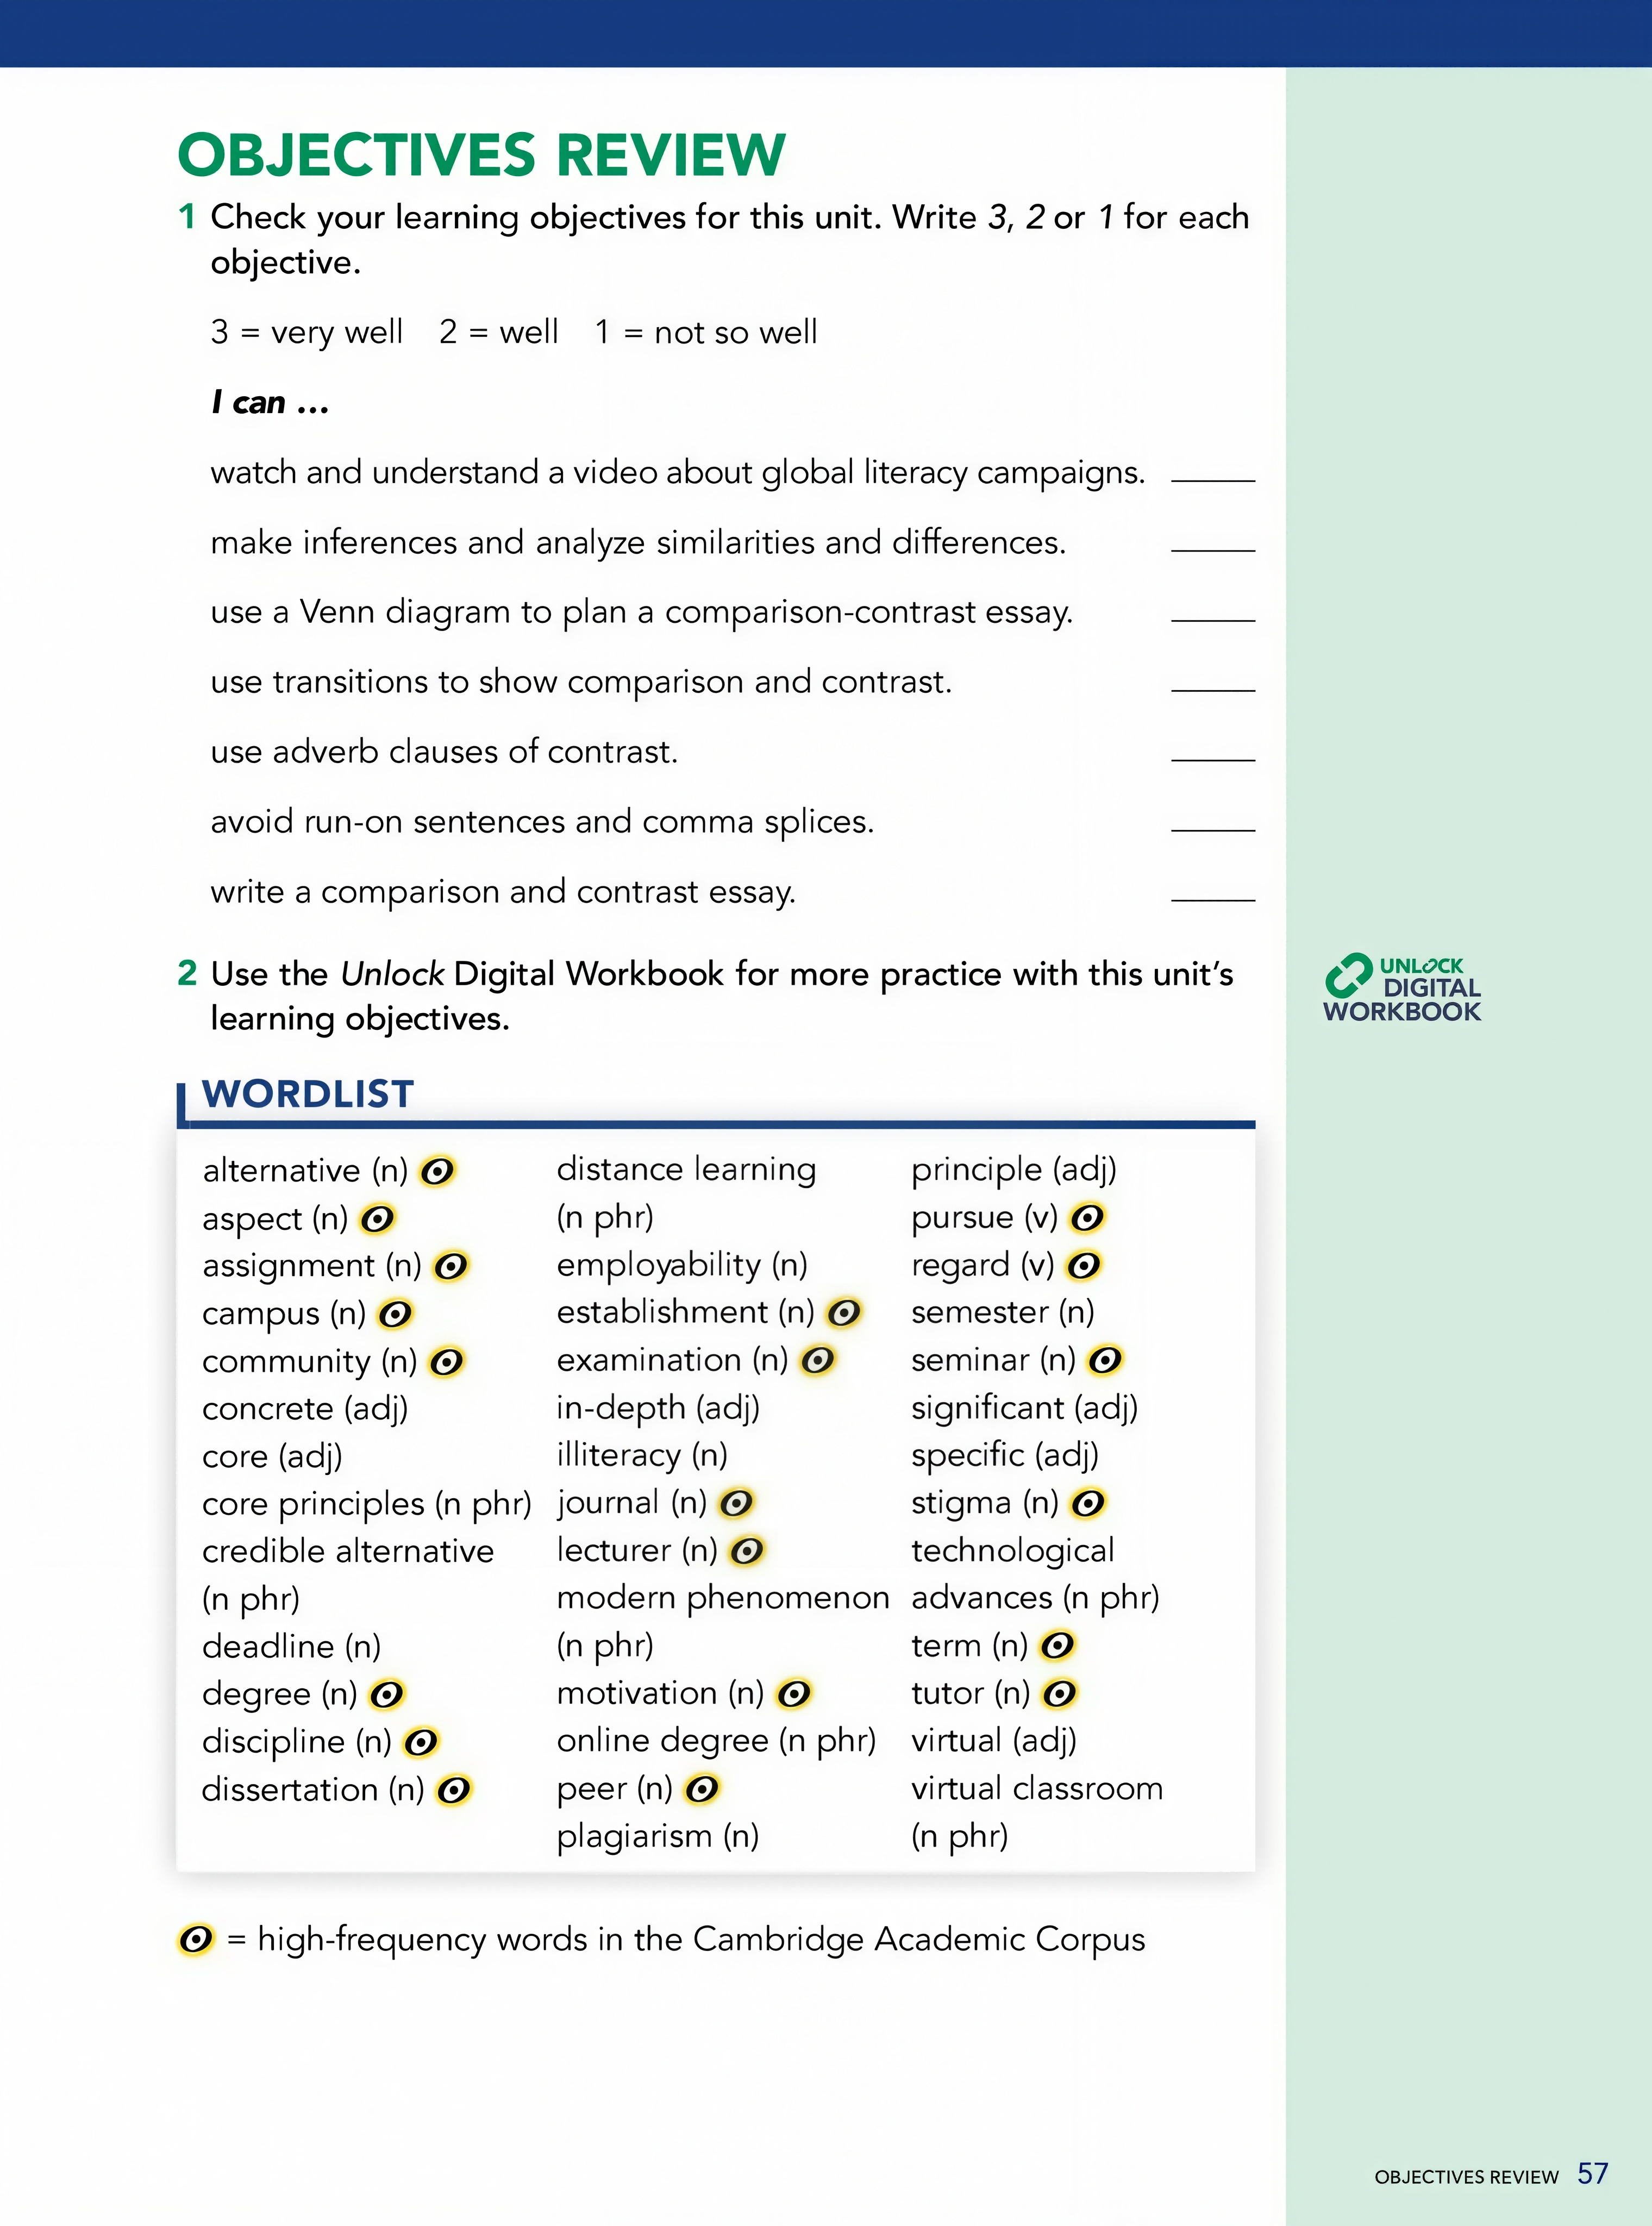 OBJECTIVES REVIEW
1 Check your learning objectives for this unit. Write 3, 2 or 1 for each
objective.
3 = very well 2 = well 1 = not so well
I can ...
watch and understand a video about global literacy campaigns.
make inferences and analyze similarities and differences.
use a Venn diagram to plan a comparison-contrast essay.
use transitions to show comparison and contrast.
use adverb clauses of contrast.
avoid run-on sentences and comma splices.
write a comparison and contrast essay.
2 Use the Unlock Digital Workbook for more practice with this unit's
learning objectives.
UNLOCK
DIGITAL
WORKBOOK
WORDLIST
alternative (n)
aspect (n)
assignment (n)
campus (n)
community (n)
concrete (adj)
core (adj)
core principles (n phr)
credible alternative
(n phr)
deadline (n)
degree (n)
discipline (n)
dissertation (n)
distance learning
(n phr)
employability (n)
establishment (n)
examination (n)
in-depth (adj)
illiteracy (n)
journal (n)
lecturer (n)
modern phenomenon
(n phr)
motivation (n)
online degree (n phr)
peer (n)
plagiarism (n)
principle (adj)
pursue (v)
regard (v)
semester (n)
seminar (n)
significant (adj)
specific (adj)
stigma (n)
technological
advances (n phr)
term (n)
tutor (n)
virtual (adj)
virtual classroom
(n phr)
= high-frequency words in the Cambridge Academic Corpus
OBJECTIVES REVIEW 57